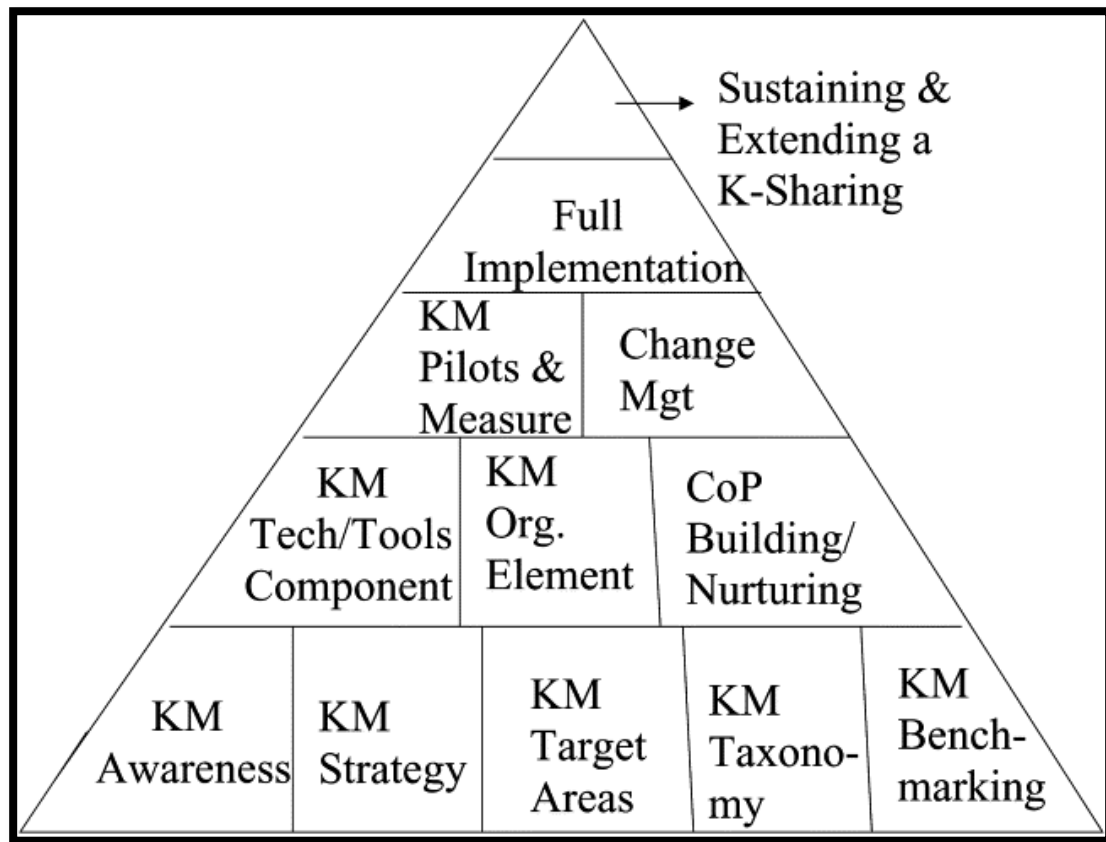 Sustaining &
Extending a
K-Sharing
Full
Implementation
KM
Pilots &
Measure
Change
Mgt
KM
Tech/Tools
Component
KM
Org.
Element
CoP
Building/
Nurturing
KM
Awareness
KM
Strategy
KM
Target
Areas
KM
Taxono-
my
KM
Bench-
marking